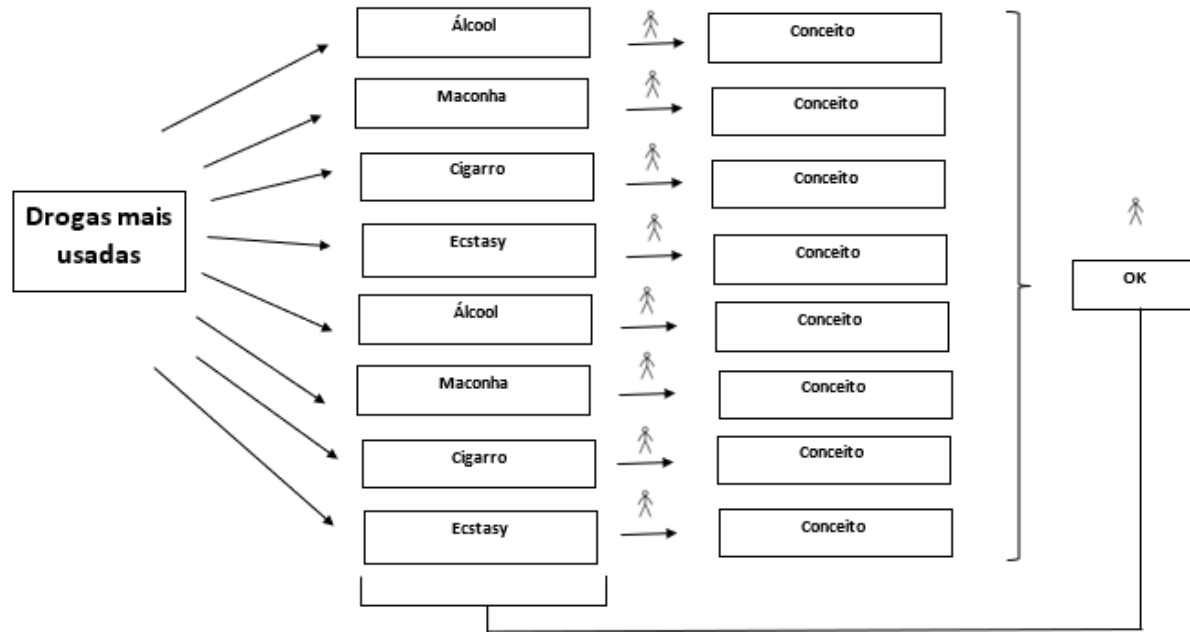 Álcool
Conceito
Maconha
Conceito
Cigarro
Conceito
Drogas mais
usadas
Ecstasy
Conceito
OK
Álcool
Conceito
Maconha
Conceito
Cigarro
Conceito
Ecstasy
Conceito